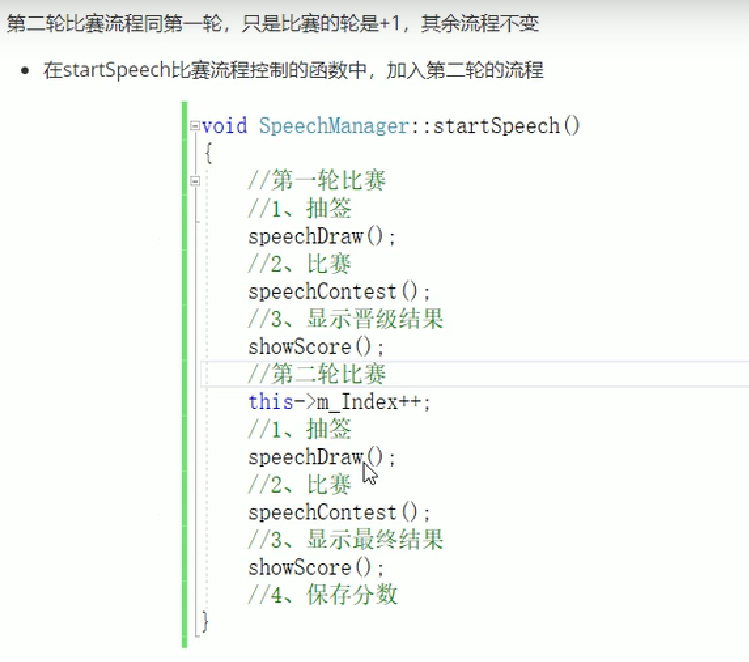 第二轮比赛流程同第一轮，只是比赛的轮是+1，其余流程不变
• 在startSpeech比赛流程控制的函数中，加入第二轮的流程
void SpeechManager::startSpeech()
{
//第一轮比赛
//1、抽签
speechDraw();
//2、比赛
speechContest();
//3、显示晋级结果
showScore();
//第二轮比赛
this->m_Index++;
//1、抽签
speechDraw();
//2、比赛
speechContest();
//3、显示最终结果
showScore();
//4、保存分数
}